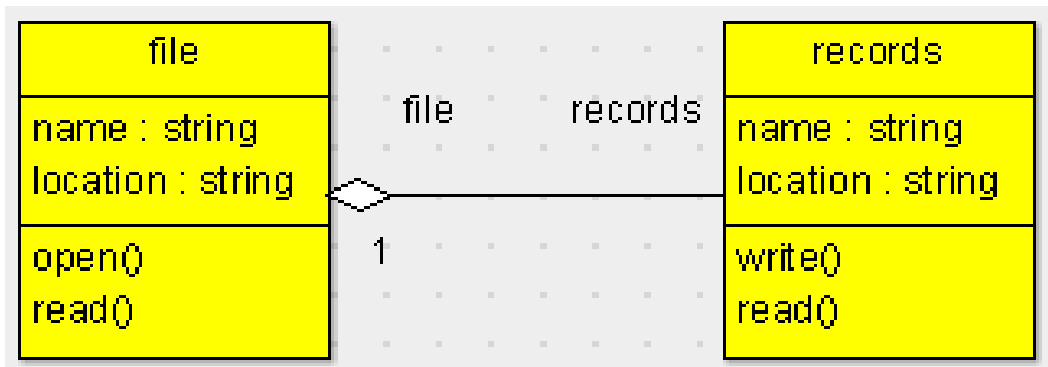 file
name : string
location : string
open()
read()
file
records
1
records
name : string
location : string
write()
read()